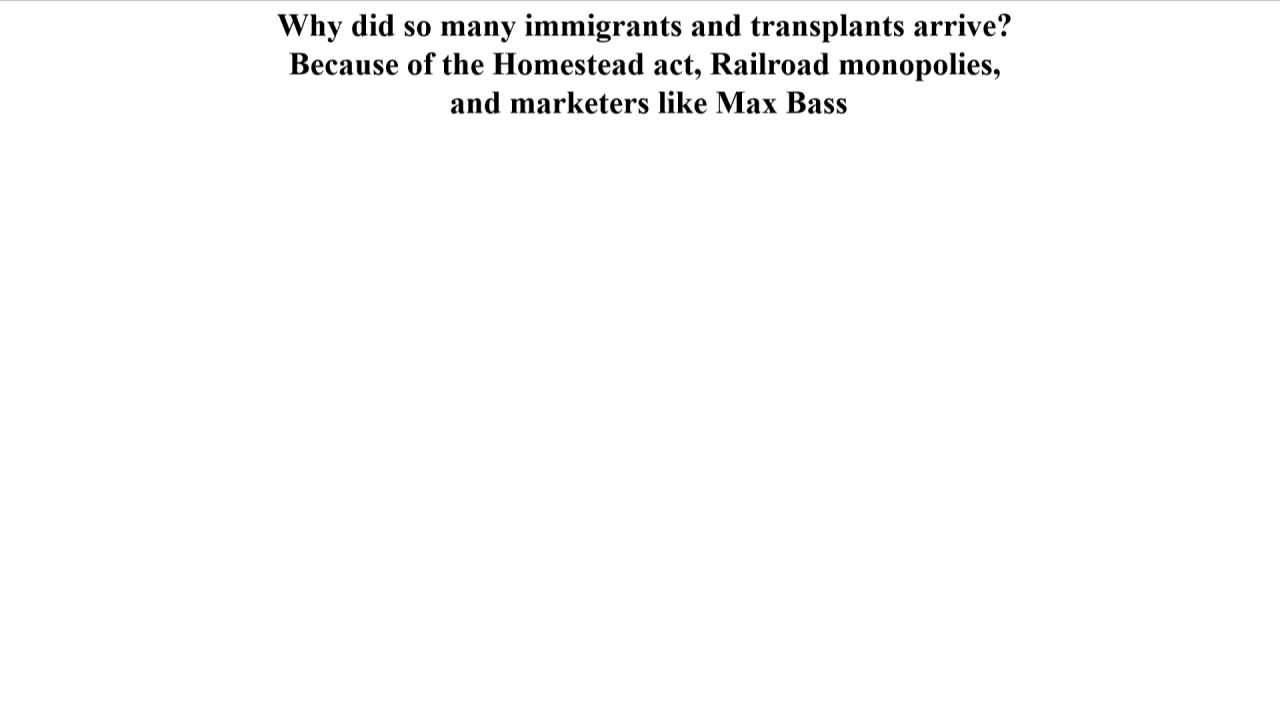 Why did so many immigrants and transplants arrive?
Because of the Homestead act, Railroad monopolies,
and marketers like Max Bass